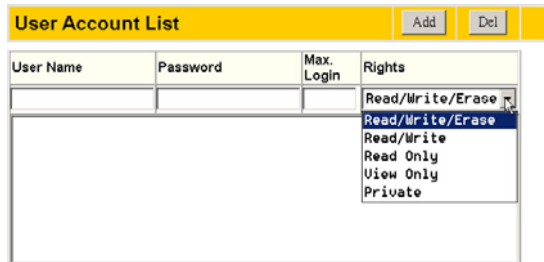 User Account List Add Del
User Name Password Max. Login Rights
Read/Write/Erase
Read/Write/Erase
Read/Write
Read Only
View Only
Private